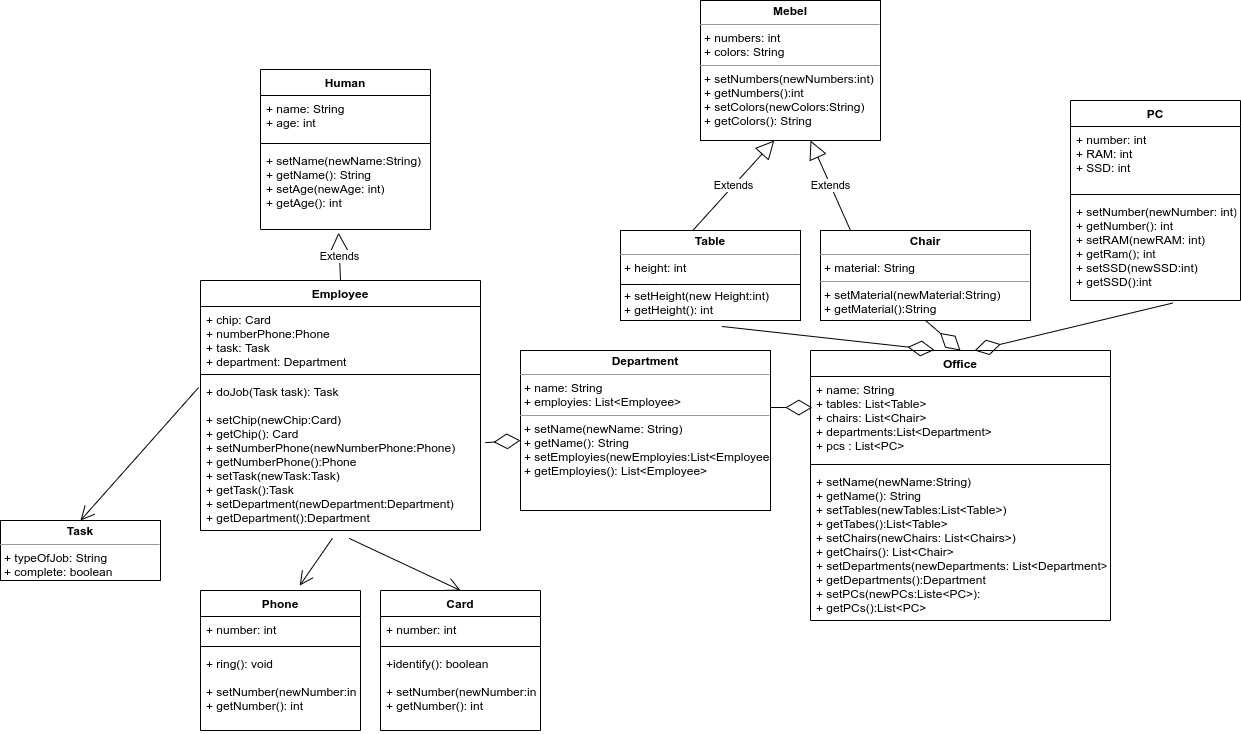 Mebel
+ numbers: int
+ colors: String
+ setNumbers(newNumbers:int)
+ getNumbers():int
+ setColors(newColors:String)
+ getColors(): String
Human
+ name: String
+ age: int
+ setName(newName:String)
+ getName(): String
+ setAge(newAge: int)
+ getAge(): int
PC
+ number: int
+ RAM: int
+ SSD: int
+ setNumber(newNumber: int)
+ getNumber(): int
+ setRAM(newRAM: int)
+ getRam(); int
+ setSSD(newSSD:int)
+ getSSD():int
Extends
Extends
Extends
Table
+ height: int
+ setHeight(new Height:int)
+ getHeight(): int
Chair
+ material: String
+ setMaterial(newMaterial:String)
+ getMaterial():String
Employee
+ chip: Card
+ numberPhone:Phone
+ task: Task
+ department: Department
+ doJob(Task task): Task
+ setChip(newChip:Card)
+ getChip(): Card
+ setNumberPhone(newNumberPhone:Phone)
+ getNumberPhone():Phone
+ setTask(newTask:Task)
+ getTask():Task
+ setDepartment(newDepartment:Department)
+ getDepartment():Department
Department
+ name: String
+ employies: List<Employee>
+ setName(newName: String)
+ getName(): String
+ setEmployies(newEmployies:List<Employee
+ getEmployies(): List<Employee>
Office
+ name: String
+ tables: List<Table>
+ chairs: List<Chair>
+ departments:List<Department>
+ pcs : List<PC>
+ setName(newName:String)
+ getName(): String
+ setTables(newTables:List<Table>)
+ getTabes():List<Table>
+ setChairs(newChairs: List<Chairs>)
+ getChairs(): List<Chair>
+ setDepartments(newDepartments: List<Department>
+ getDepartments():Department
+ setPCs(newPCs:Liste<PC>):
+ getPCs():List<PC>
Task
+ typeOfJob: String
+ complete: boolean
Phone
+ number: int
+ ring(): void
+ setNumber(newNumber:in
+ getNumber(): int
Card
+ number: int
+identify(): boolean
+ setNumber(newNumber:in
+ getNumber(): int